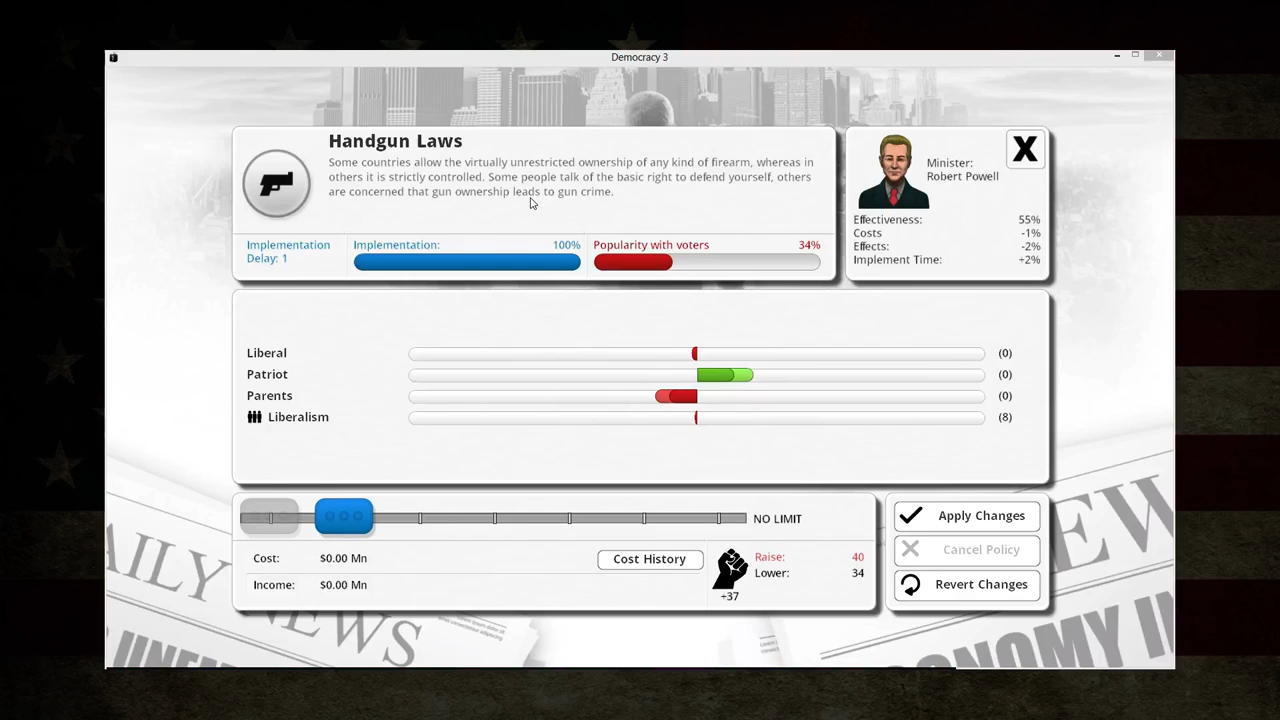 Democracy 3
Handgun Laws
Some countries allow the virtually unrestricted ownership of any kind of firearm, whereas in
others it is strictly controlled. Some people talk of the basic right to defend yourself, others
are concerned that gun ownership leads to gun crime.
Implementation
Delay: 1
Implementation: 100%
Popularity with voters 34%
X
Minister:
Robert Powell
Effectiveness: 55%
Costs -1%
Effects: -2%
Implement Time: +2%
Liberal (0)
Patriot (0)
Parents (0)
Liberalism (8)
NO LIMIT
Cost: $0.00 Mn
Income: $0.00 Mn
Cost History
+37
Raise: 40
Lower: 34
Apply Changes
Cancel Policy
Revert Changes
AILY NEWS
NEW